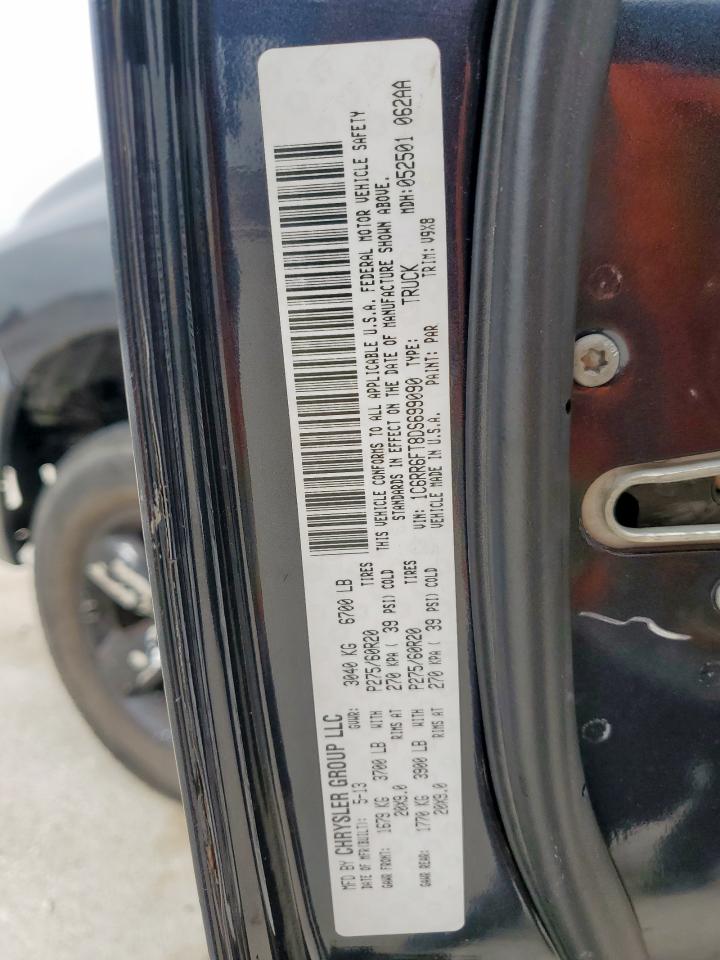 MFD BY CHRYSLER GROUP LLC
DATE OF MFR(BUILT): 5-13 GVWR: 3040 KG 6700 LB
GAWR FRONT: 1679 KG 3700 LB WITH P275/60R20 TIRES
20X9.0 RIMS AT 270 KPA ( 39 PSI) COLD
GAWR REAR: 1770 KG 3900 LB WITH P275/60R20 TIRES
20X9.0 RIMS AT 270 KPA ( 39 PSI) COLD
THIS VEHICLE CONFORMS TO ALL APPLICABLE U.S.A. FEDERAL MOTOR VEHICLE SAFETY
STANDARDS IN EFFECT ON THE DATE OF MANUFACTURE SHOWN ABOVE.
VIN: 1C6RR6FT8DS699090 TYPE: TRUCK MDH:052501 062AA
VEHICLE MADE IN U.S.A. PAINT: PAR TRIM: V9X8